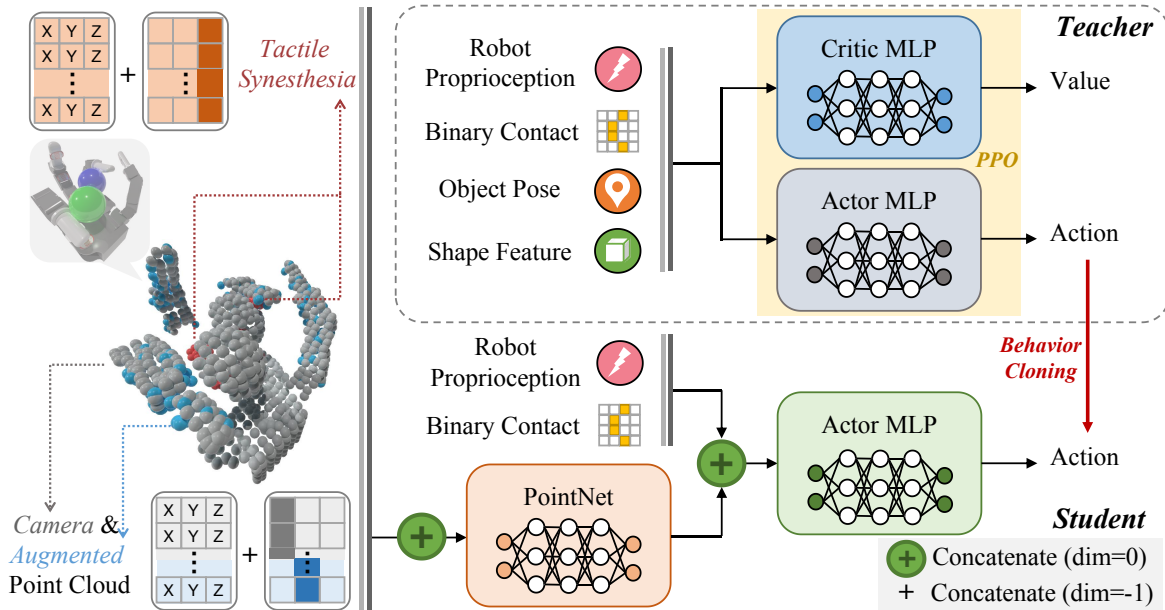 X Y Z
X Y Z
X Y Z
+
Tactile
Synesthesia
Camera &
Augmented
Point Cloud
X Y Z
X Y Z
X Y Z
+
Teacher
Robot
Proprioception
Binary Contact
Object Pose
Shape Feature
Critic MLP
Value
PPO
Actor MLP
Action
Behavior
Cloning
Robot
Proprioception
Binary Contact
+
PointNet
+
Actor MLP
Action
Student
+ Concatenate (dim=0)
+ Concatenate (dim=-1)